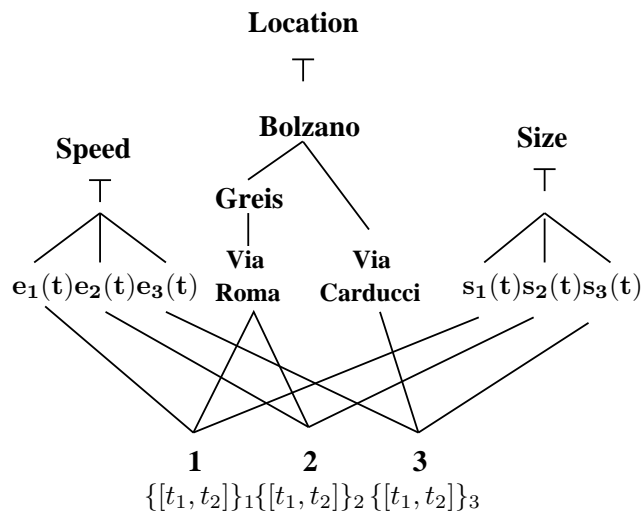 Location
⊤
Bolzano
Speed
Size
⊤
⊤
Greis
Via
Roma
Via
Carducci
e₁(t)e₂(t)e₃(t)
s₁(t)s₂(t)s₃(t)
1 2 3
{[t₁, t₂]}₁{[t₁, t₂]}₂ {[t₁, t₂]}₃